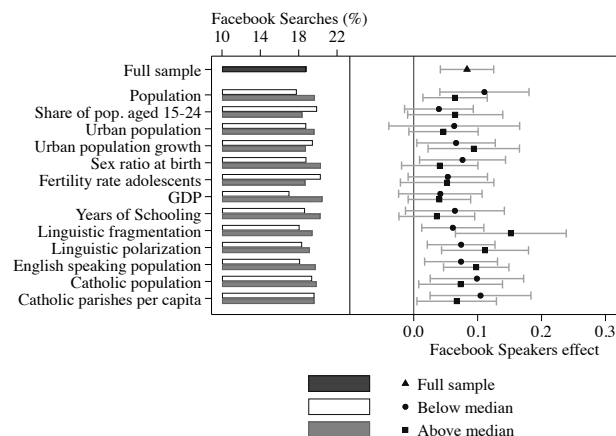 Facebook Searches (%)
10 14 18 22
Full sample
Population
Share of pop. aged 15-24
Urban population
Urban population growth
Sex ratio at birth
Fertility rate adolescents
GDP
Years of Schooling
Linguistic fragmentation
Linguistic polarization
English speaking population
Catholic population
Catholic parishes per capita
0.0 0.1 0.2 0.3
Facebook Speakers effect
Full sample
Below median
Above median